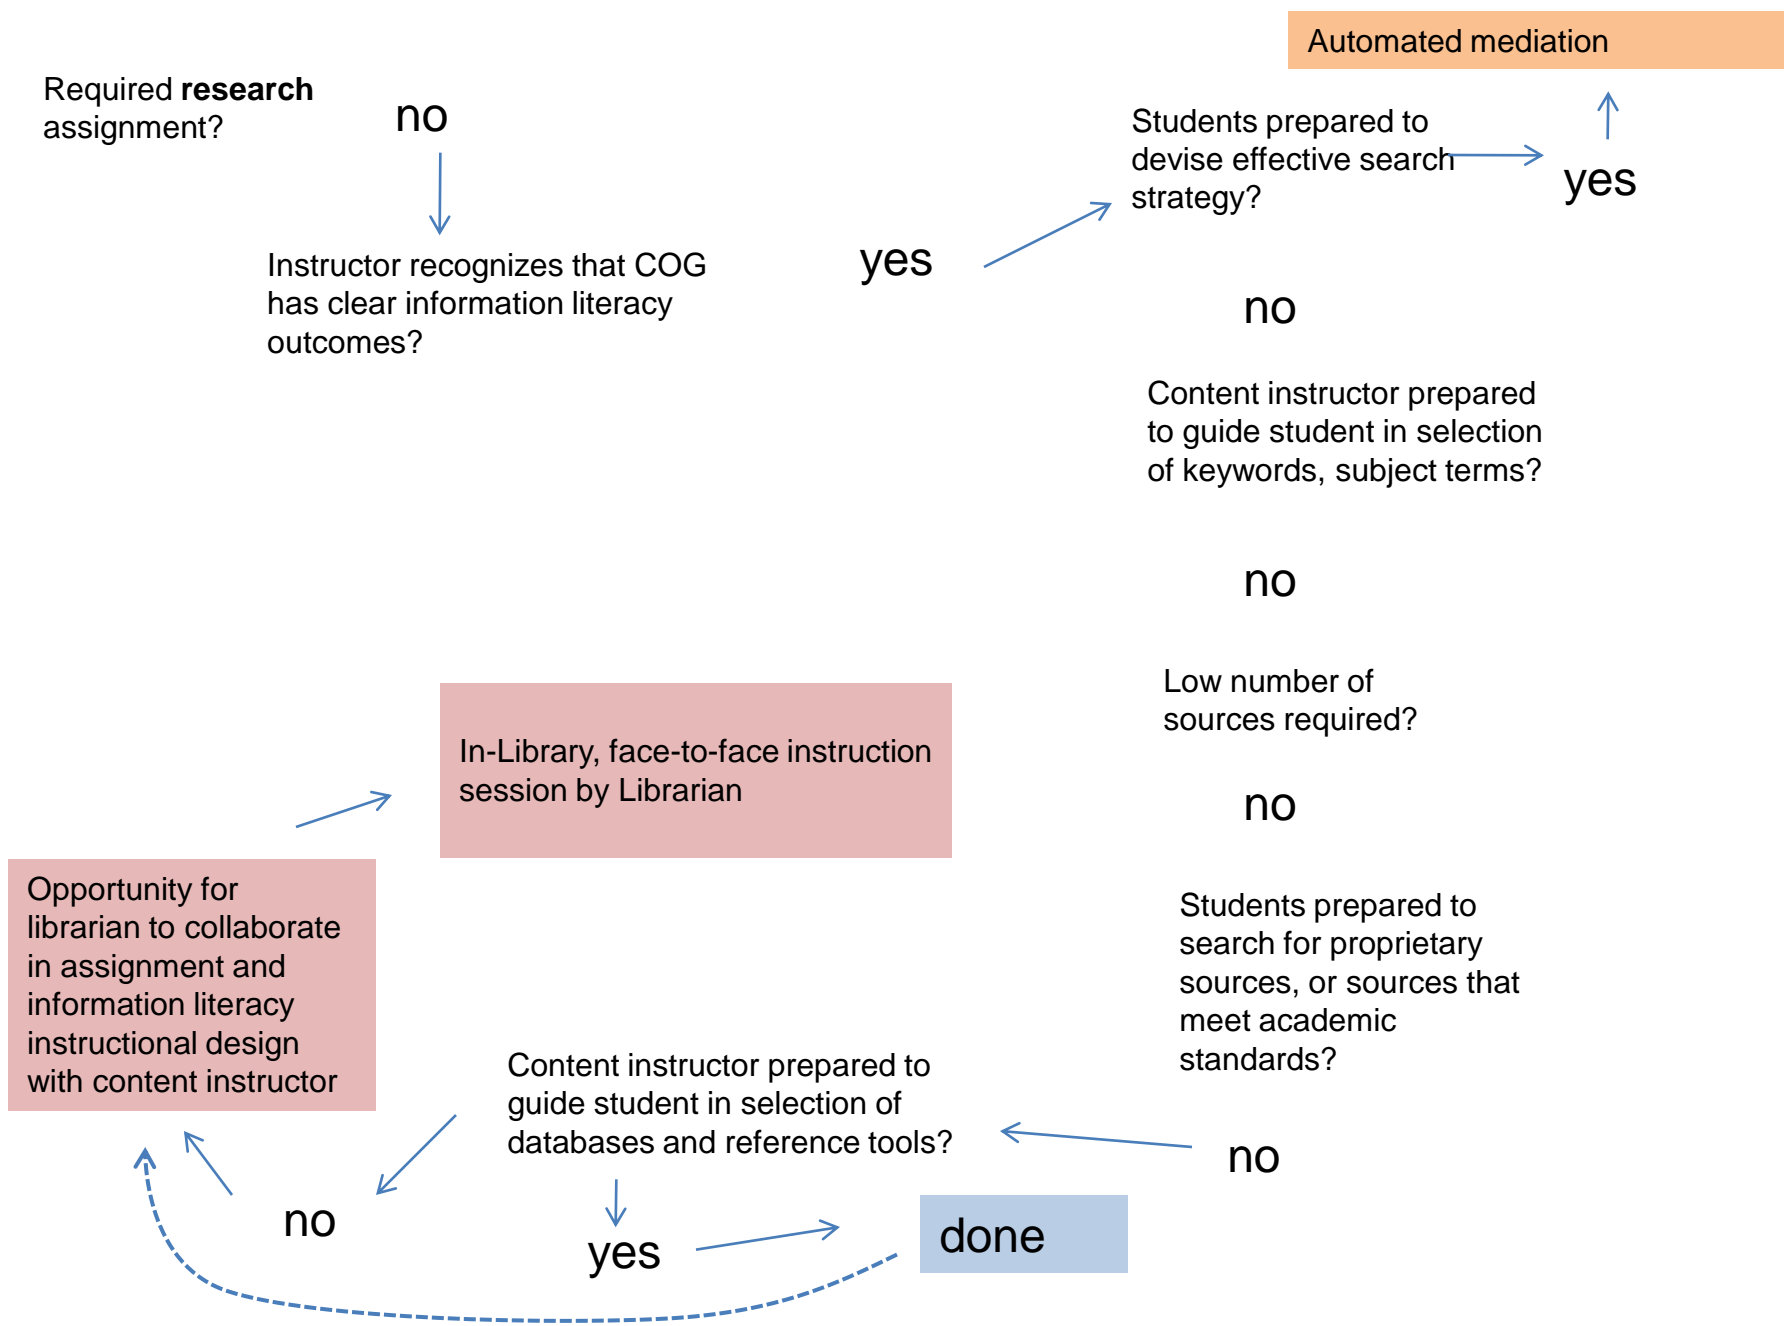 Automated mediation
Required research
assignment?
no
Students prepared to
devise effective search
strategy?
yes
Instructor recognizes that COG
has clear information literacy
outcomes?
yes
no
Content instructor prepared
to guide student in selection
of keywords, subject terms?
no
Low number of
sources required?
no
In-Library, face-to-face instruction
session by Librarian
Opportunity for
librarian to collaborate
in assignment and
information literacy
instructional design
with content instructor
Students prepared to
search for proprietary
sources, or sources that
meet academic
standards?
no
Content instructor prepared to
guide student in selection of
databases and reference tools?
no
yes
done